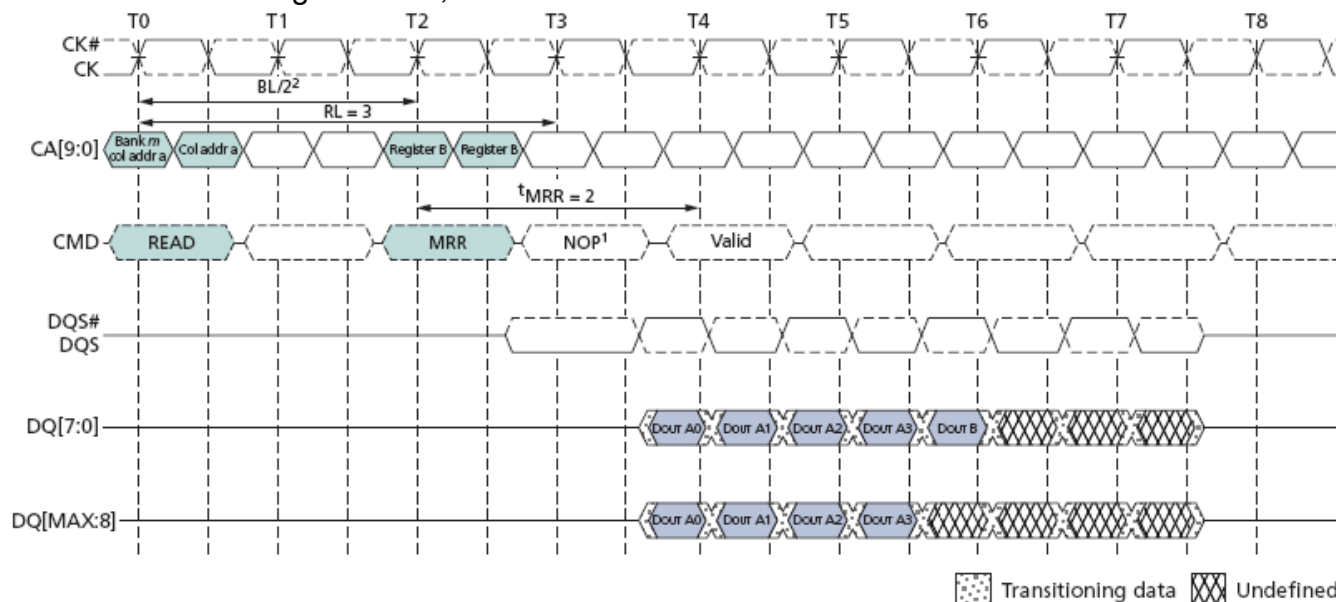 T0 T1 T2 T3 T4 T5 T6 T7 T8
CK#
CK
BL/2²
RL = 3
CA[9:0] Bank m col addr a Col addr a Register B Register B
tMRR = 2
CMD READ MRR NOP¹ Valid
DQS#
DQS
DQ[7:0] DOUT A0 DOUT A1 DOUT A2 DOUT A3 DOUT B
DQ[MAX:8] DOUT A0 DOUT A1 DOUT A2 DOUT A3
Transitioning data Undefined